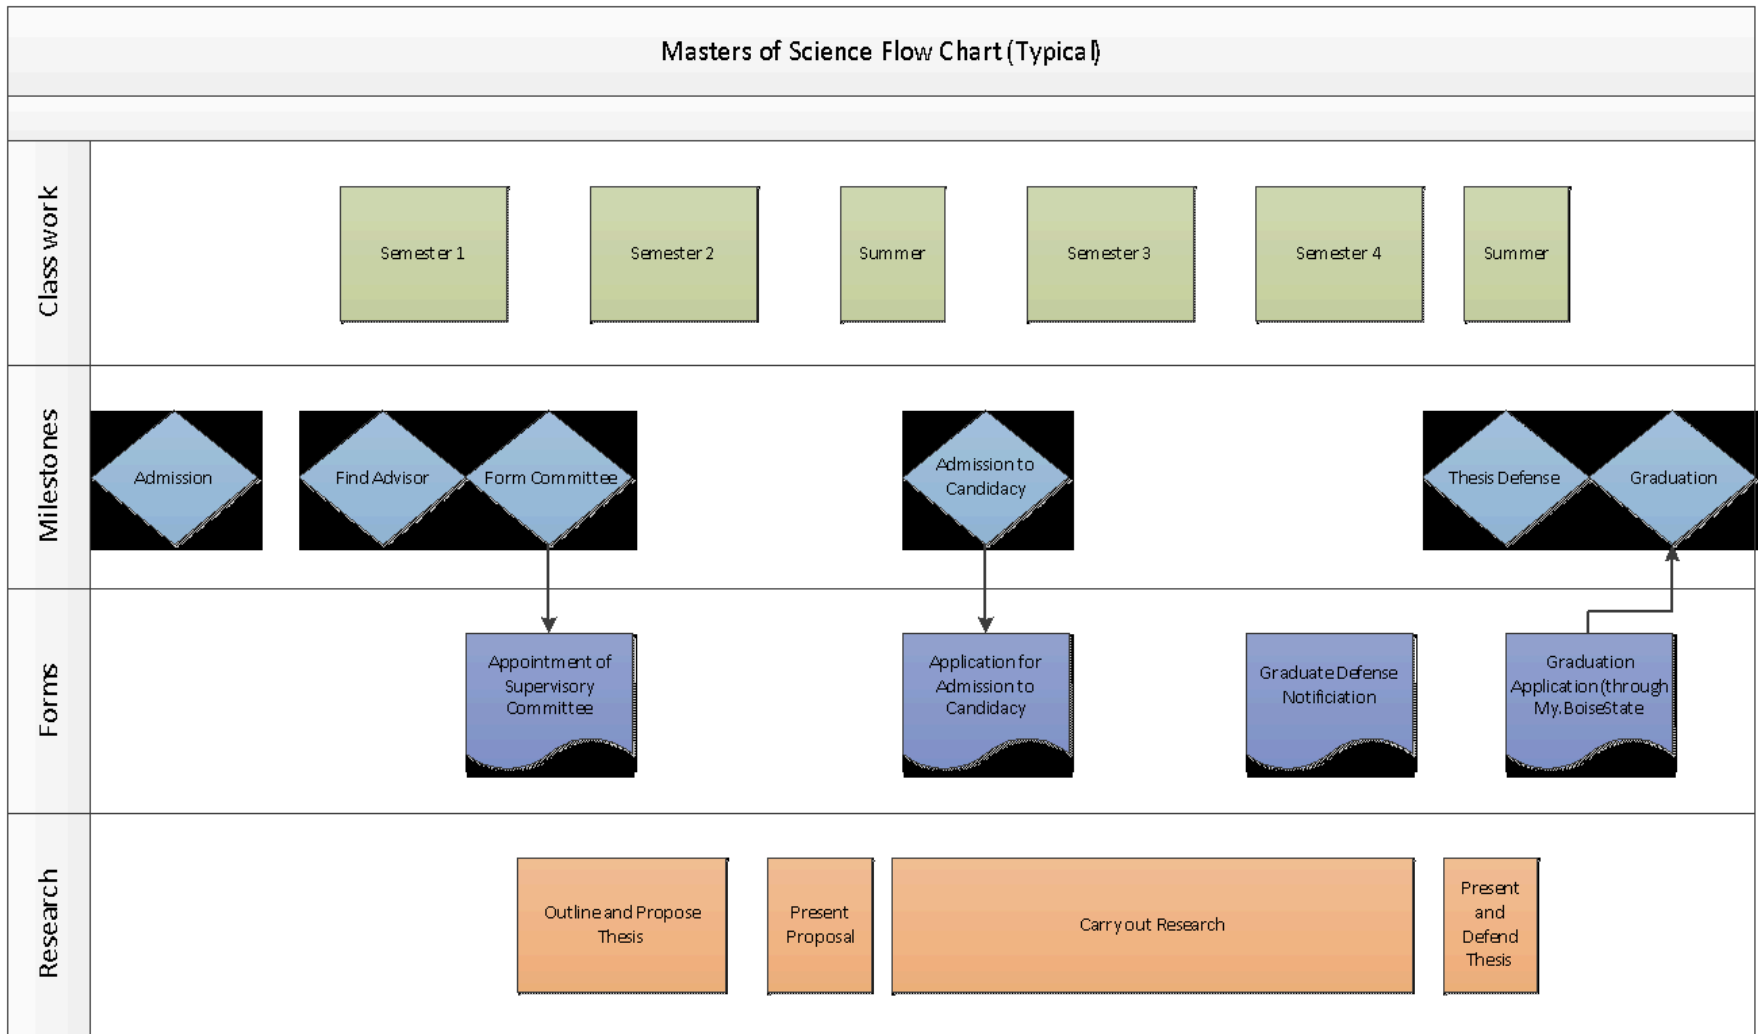 Masters of Science Flow Chart (Typical)
Class work
Semester 1
Semester 2
Summer
Semester 3
Semester 4
Summer
Milestones
Admission
Find Advisor
Form Committee
Admission to
Candidacy
Thesis Defense
Graduation
Forms
Appointment of
Supervisory
Committee
Application for
Admission to
Candidacy
Graduate Defense
Notificiation
Graduation
Application (through
My.BoiseState
Research
Outline and Propose
Thesis
Present
Proposal
Carry out Research
Present
and
Defend
Thesis